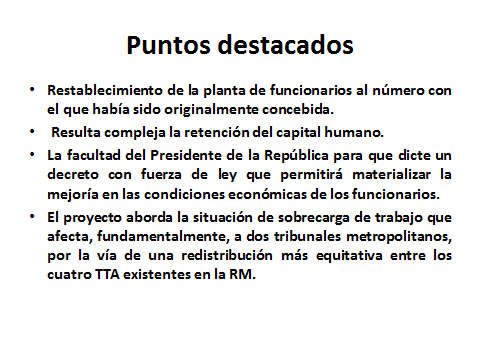 Puntos destacados
• Restablecimiento de la planta de funcionarios al número con
el que había sido originalmente concebida.
• Resulta compleja la retención del capital humano.
• La facultad del Presidente de la República para que dicte un
decreto con fuerza de ley que permitirá materializar la
mejoría en las condiciones económicas de los funcionarios.
• El proyecto aborda la situación de sobrecarga de trabajo que
afecta, fundamentalmente, a dos tribunales metropolitanos,
por la vía de una redistribución más equitativa entre los
cuatro TTA existentes en la RM.